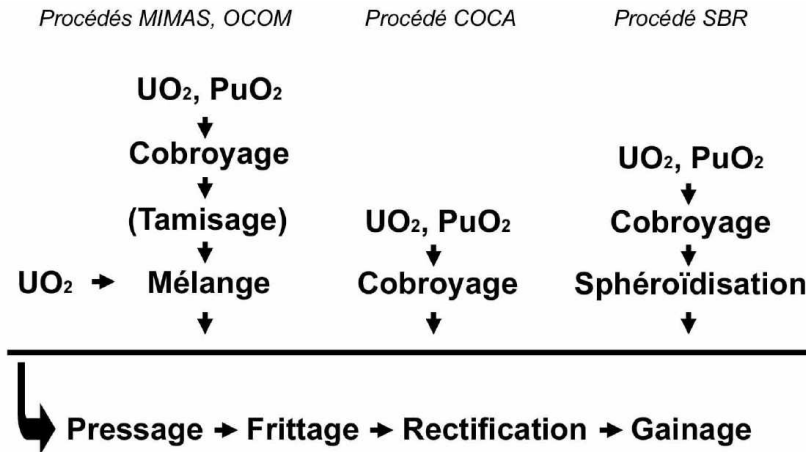 Procédés MIMAS, OCOM
Procédé COCA
Procédé SBR
UO₂, PuO₂
Cobroyage
(Tamisage)
UO₂
Mélange
UO₂, PuO₂
Cobroyage
UO₂, PuO₂
Cobroyage
Sphéroïdisation
Pressage
Frittage
Rectification
Gainage